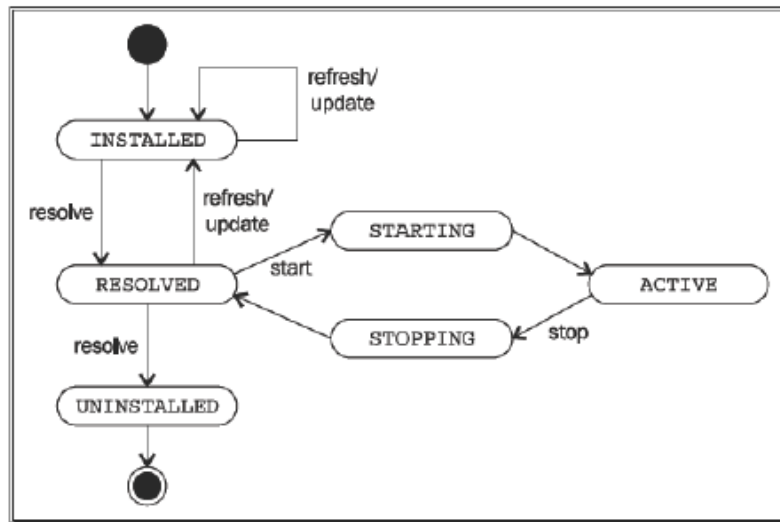 refresh/
update
INSTALLED
resolve
refresh/
update
STARTING
start
RESOLVED
ACTIVE
STOPPING
stop
resolve
UNINSTALLED